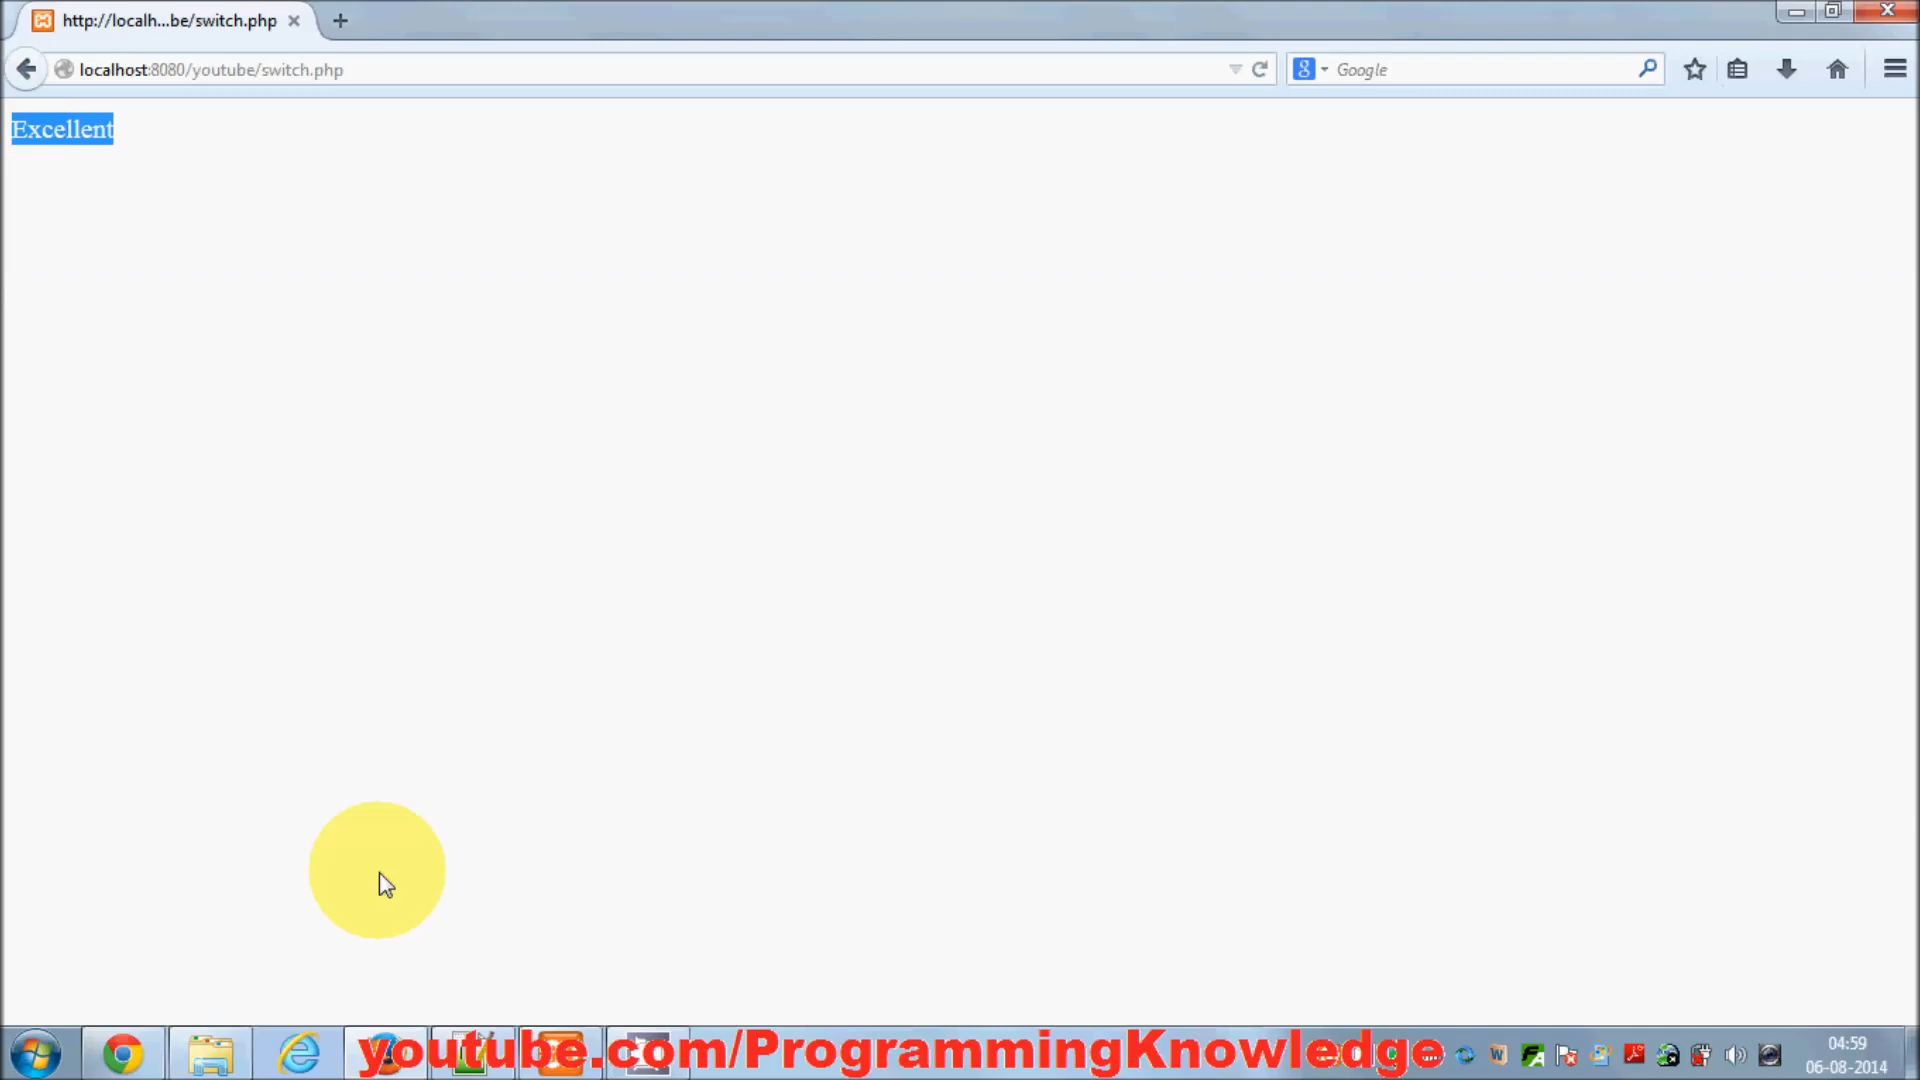 http://localh...be/switch.php
localhost:8080/youtube/switch.php
Google
Excellent
youtube.com/ProgrammingKnowledge
04:59
06-08-2014